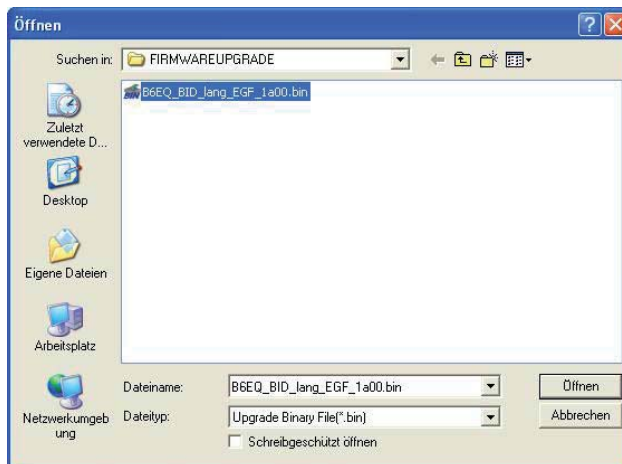 Öffnen
Suchen in:
FIRMWAREUPGRADE
B6EQ_BID_lang_EGF_1a00.bin
Zuletzt
verwendete D...
Desktop
Eigene Dateien
Arbeitsplatz
Netzwerkumgeb
ung
Dateiname:
B6EQ_BID_lang_EGF_1a00.bin
Öffnen
Dateityp:
Upgrade Binary File(*.bin)
Abbrechen
Schreibgeschützt öffnen